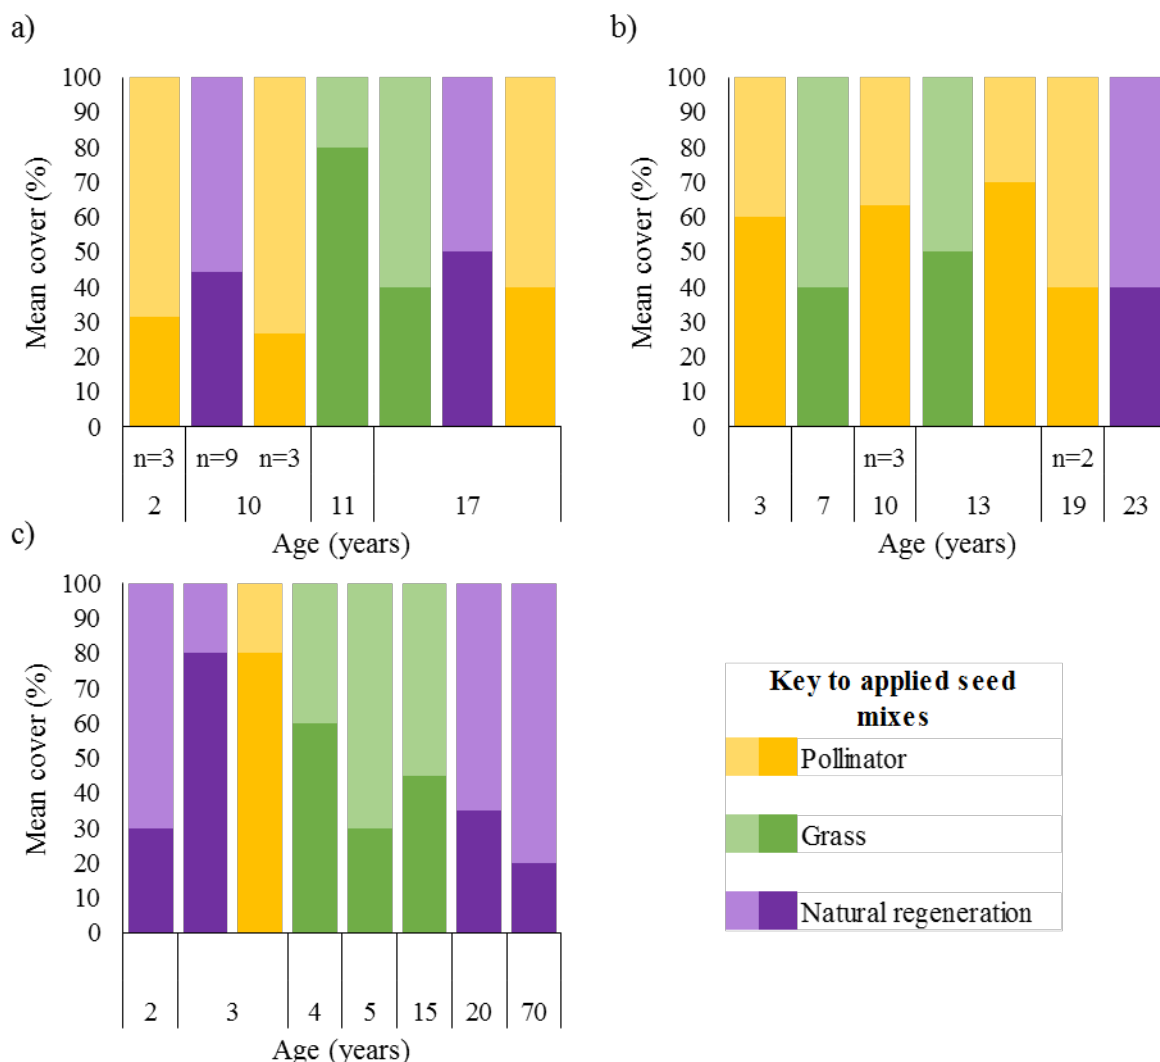 a)
Mean cover (%)
100
90
80
70
60
50
40
30
20
10
0
n=3 n=9 n=3
2 10 11 17
Age (years)
b)
Mean cover (%)
100
90
80
70
60
50
40
30
20
10
0
n=3 n=2
3 7 10 13 19 23
Age (years)
c)
Mean cover (%)
100
90
80
70
60
50
40
30
20
10
0
2 3 4 5 15 20 70
Age (years)
Key to applied seed
mixes
Pollinator
Grass
Natural regeneration